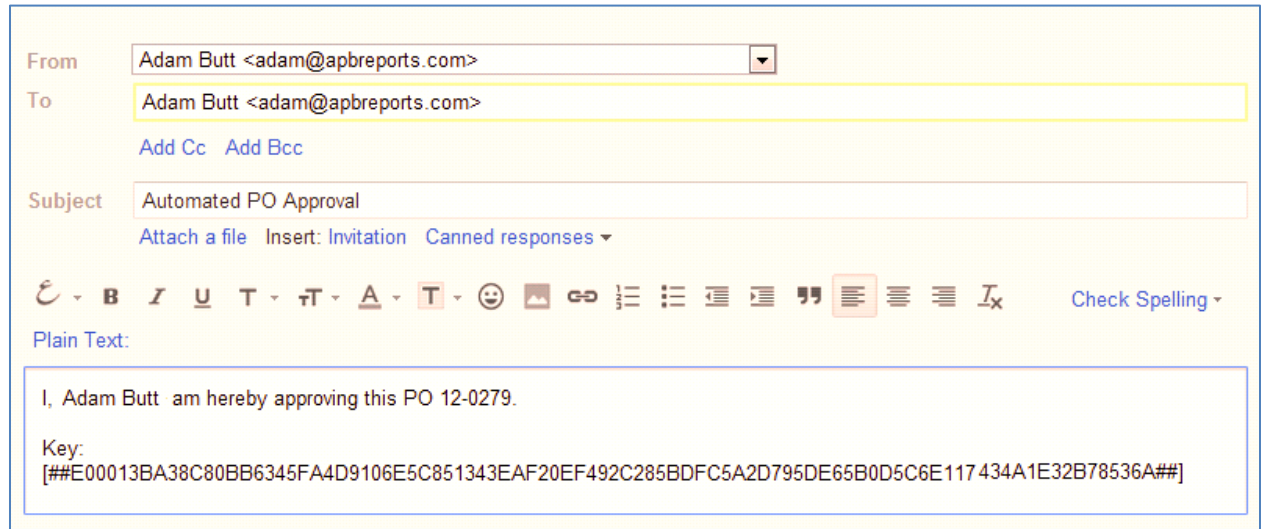 From Adam Butt <adam@apbreports.com>
To Adam Butt <adam@apbreports.com>
Add Cc Add Bcc
Subject Automated PO Approval
Attach a file Insert: Invitation Canned responses
B I U T TT A T Check Spelling
Plain Text:
I, Adam Butt am hereby approving this PO 12-0279.
Key:
[##E00013BA38C80BB6345FA4D9106E5C851343EAF20EF492C285BDFC5A2D795DE65B0D5C6E117434A1E32B78536A##]